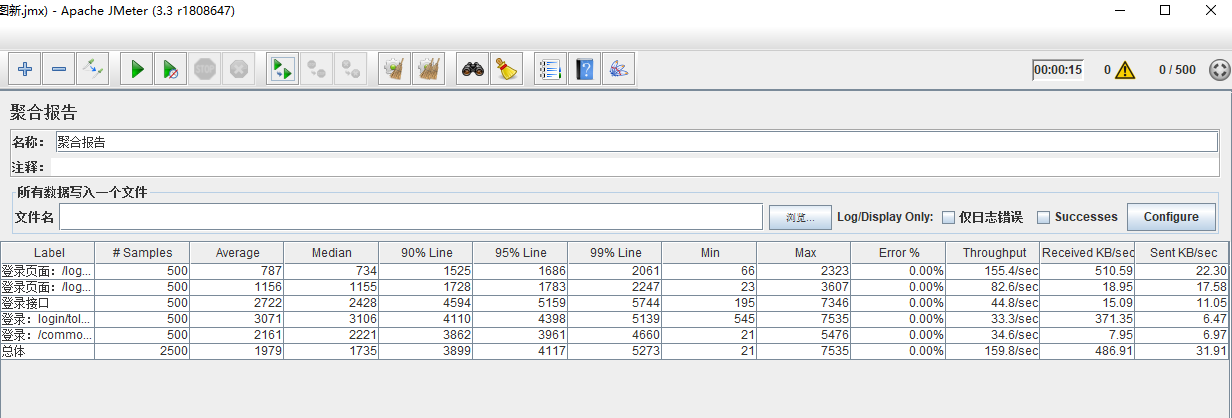 图新.jmx) - Apache JMeter (3.3 r1808647)
STOP
00:00:15 0 0 / 500
聚合报告
名称： 聚合报告
注释：
所有数据写入一个文件
文件名 浏览... Log/Display Only: 仅日志错误 Successes Configure
Label # Samples Average Median 90% Line 95% Line 99% Line Min Max Error % Throughput Received KB/sec Sent KB/sec
登录页面：/log... 500 787 734 1525 1686 2061 66 2323 0.00% 155.4/sec 510.59 22.30
登录页面：/log... 500 1156 1155 1728 1783 2247 23 3607 0.00% 82.6/sec 18.95 17.58
登录接口 500 2722 2428 4594 5159 5744 195 7346 0.00% 44.8/sec 15.09 11.05
登录：login/tol... 500 3071 3106 4110 4398 5139 545 7535 0.00% 33.3/sec 371.35 6.47
登录：/commo... 500 2161 2221 3862 3961 4660 21 5476 0.00% 34.6/sec 7.95 6.97
总体 2500 1979 1735 3899 4117 5273 21 7535 0.00% 159.8/sec 486.91 31.91